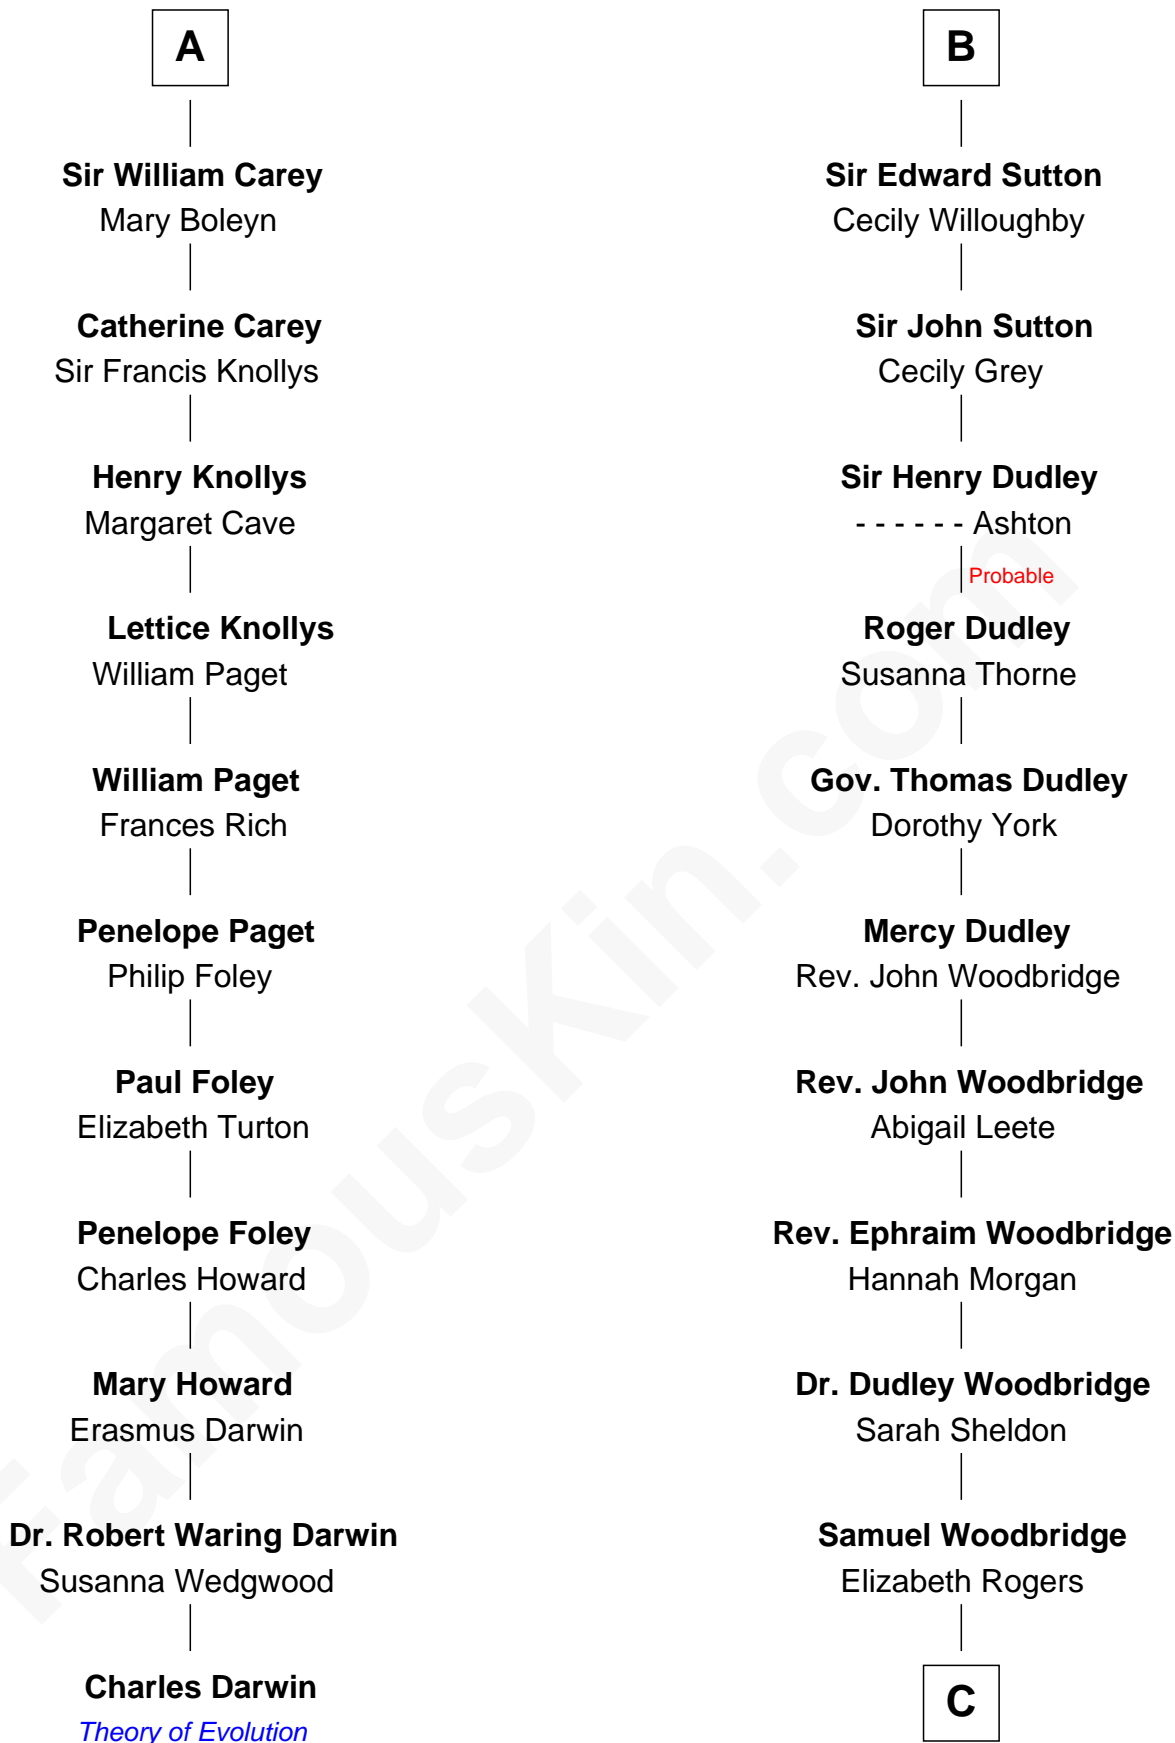 A
Sir William Carey
Mary Boleyn
Catherine Carey
Sir Francis Knollys
Henry Knollys
Margaret Cave
Lettice Knollys
William Paget
William Paget
Frances Rich
Penelope Paget
Philip Foley
Paul Foley
Elizabeth Turton
Penelope Foley
Charles Howard
Mary Howard
Erasmus Darwin
Dr. Robert Waring Darwin
Susanna Wedgwood
Charles Darwin
Theory of Evolution
B
Sir Edward Sutton
Cecily Willoughby
Sir John Sutton
Cecily Grey
Sir Henry Dudley
- - - - - - Ashton
Probable
Roger Dudley
Susanna Thorne
Gov. Thomas Dudley
Dorothy York
Mercy Dudley
Rev. John Woodbridge
Rev. John Woodbridge
Abigail Leete
Rev. Ephraim Woodbridge
Hannah Morgan
Dr. Dudley Woodbridge
Sarah Sheldon
Samuel Woodbridge
Elizabeth Rogers
C
FamousKin.com